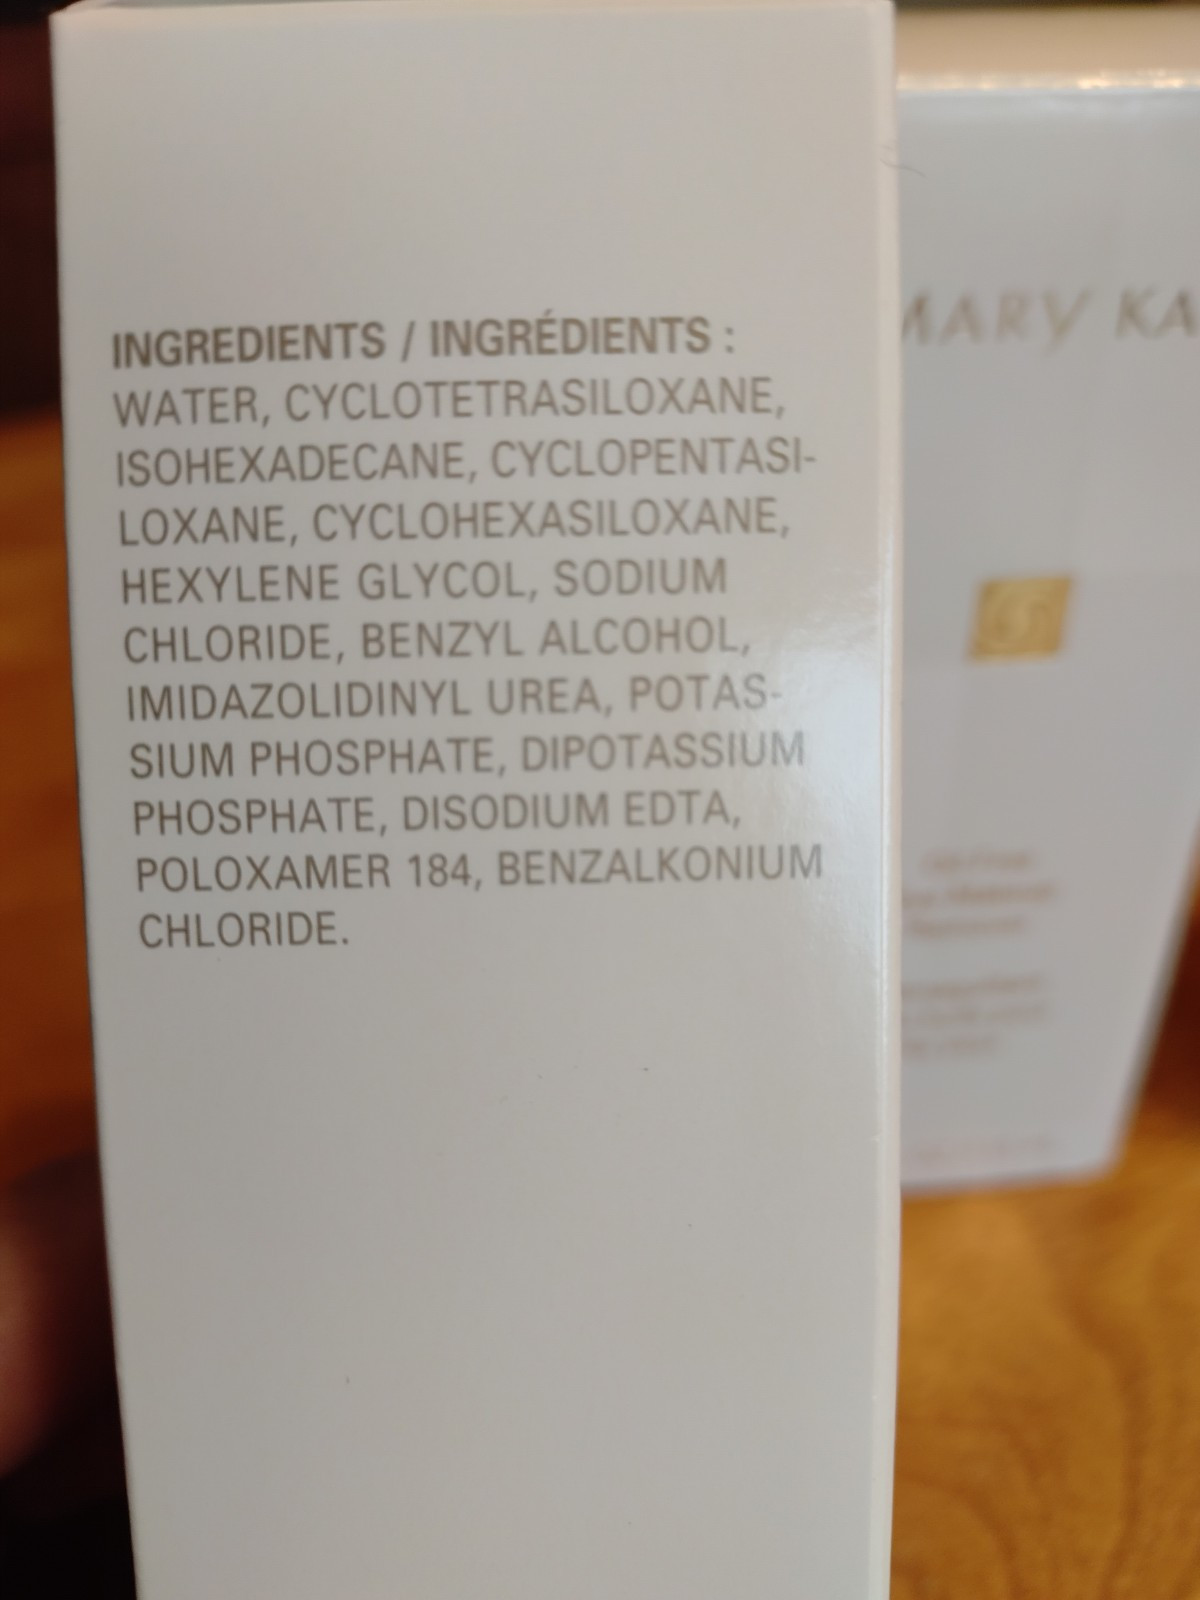 INGREDIENTS / INGRÉDIENTS :
WATER, CYCLOTETRASILOXANE,
ISOHEXADECANE, CYCLOPENTASI-
LOXANE, CYCLOHEXASILOXANE,
HEXYLENE GLYCOL, SODIUM
CHLORIDE, BENZYL ALCOHOL,
IMIDAZOLIDINYL UREA, POTAS-
SIUM PHOSPHATE, DIPOTASSIUM
PHOSPHATE, DISODIUM EDTA,
POLOXAMER 184, BENZALKONIUM
CHLORIDE.
MARY KA